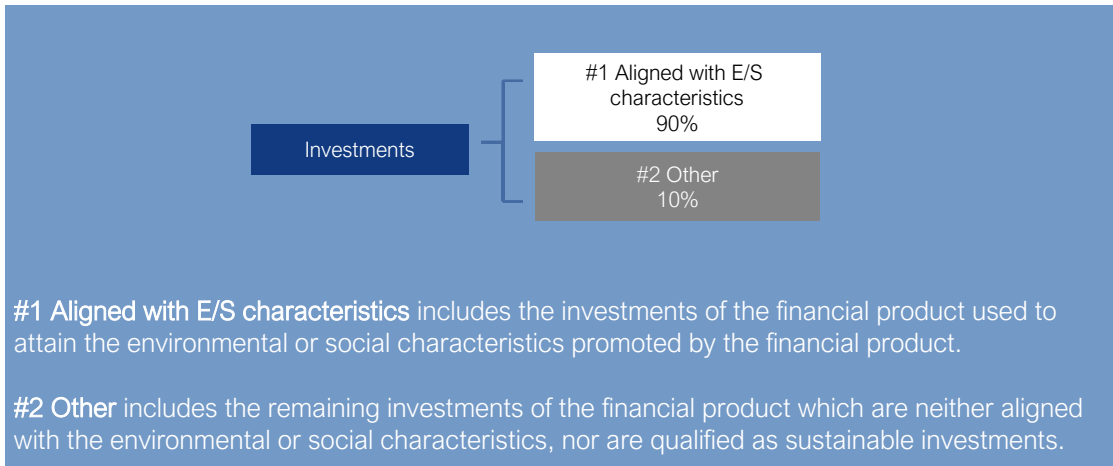 #1 Aligned with E/S
characteristics
90%
Investments
#2 Other
10%
#1 Aligned with E/S characteristics includes the investments of the financial product used to
attain the environmental or social characteristics promoted by the financial product.
#2 Other includes the remaining investments of the financial product which are neither aligned
with the environmental or social characteristics, nor are qualified as sustainable investments.